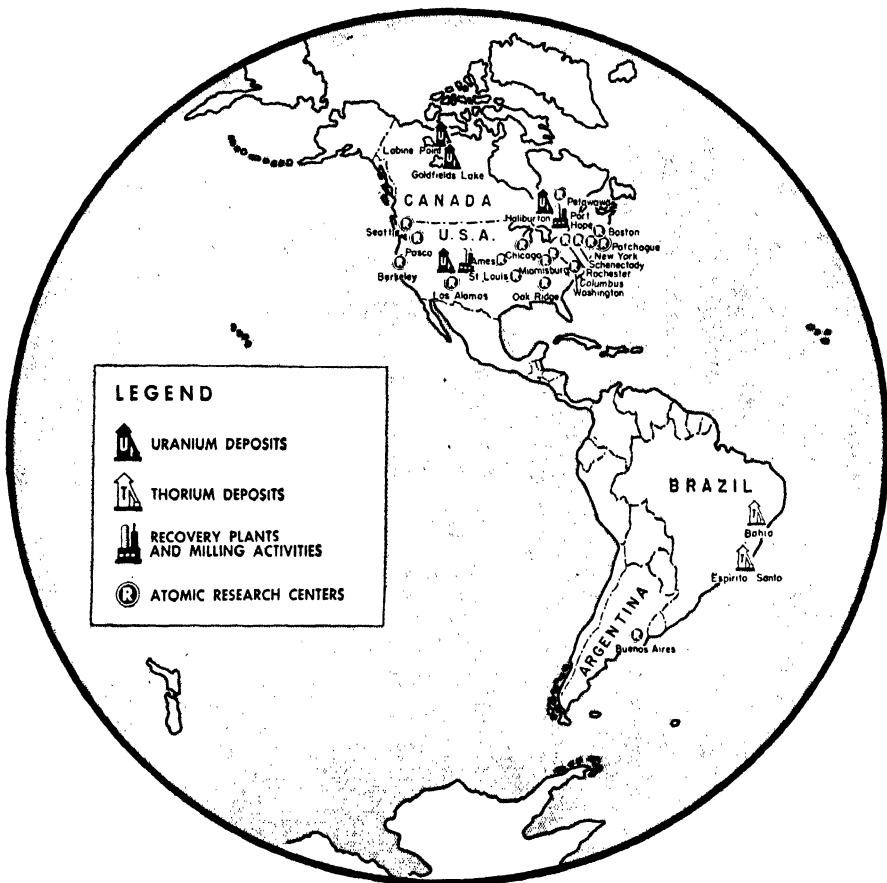 Labine Point
Goldfields Lake
CANADA
Petawawa
Haliburton
Port
Hope
Seattle
U.S.A.
Boston
Patchogue
Pasco
Ames
Chicago
New York
Schenectady
Berkeley
St Louis
Miamisburg
Rochester
Columbus
Los Alamos
Oak Ridge
Washington
LEGEND
U URANIUM DEPOSITS
T THORIUM DEPOSITS
RECOVERY PLANTS
AND MILLING ACTIVITIES
R ATOMIC RESEARCH CENTERS
BRAZIL
Bahia
Espirito Santo
ARGENTINA
Buenos Aires